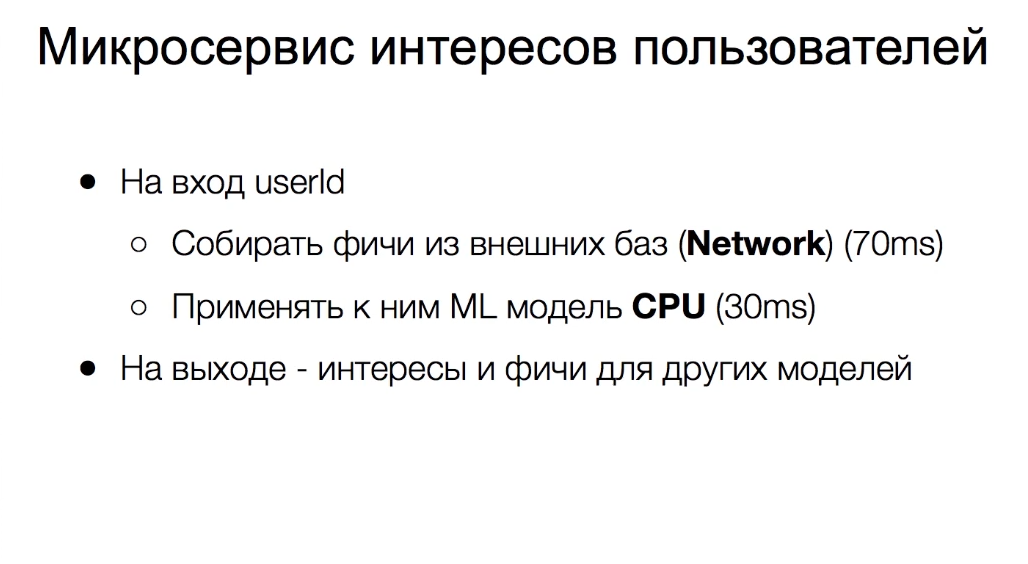 Микросервис интересов пользователей
● На вход userId
○ Собирать фичи из внешних баз (Network) (70ms)
○ Применять к ним ML модель CPU (30ms)
● На выходе - интересы и фичи для других моделей